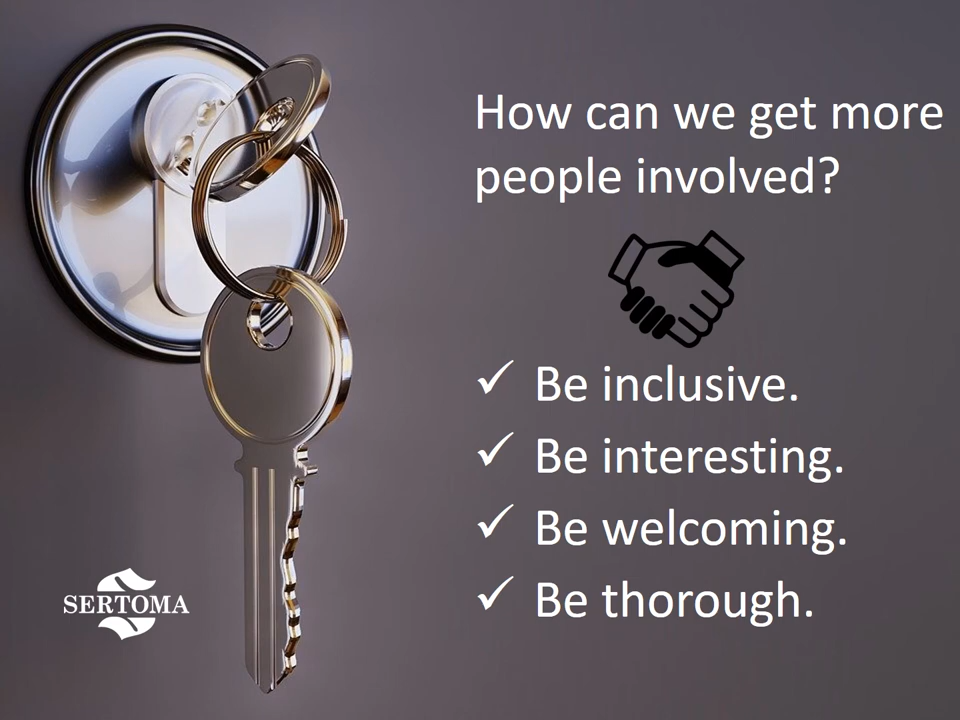 How can we get more
people involved?
✓ Be inclusive.
✓ Be interesting.
✓ Be welcoming.
✓ Be thorough.
SERTOMA